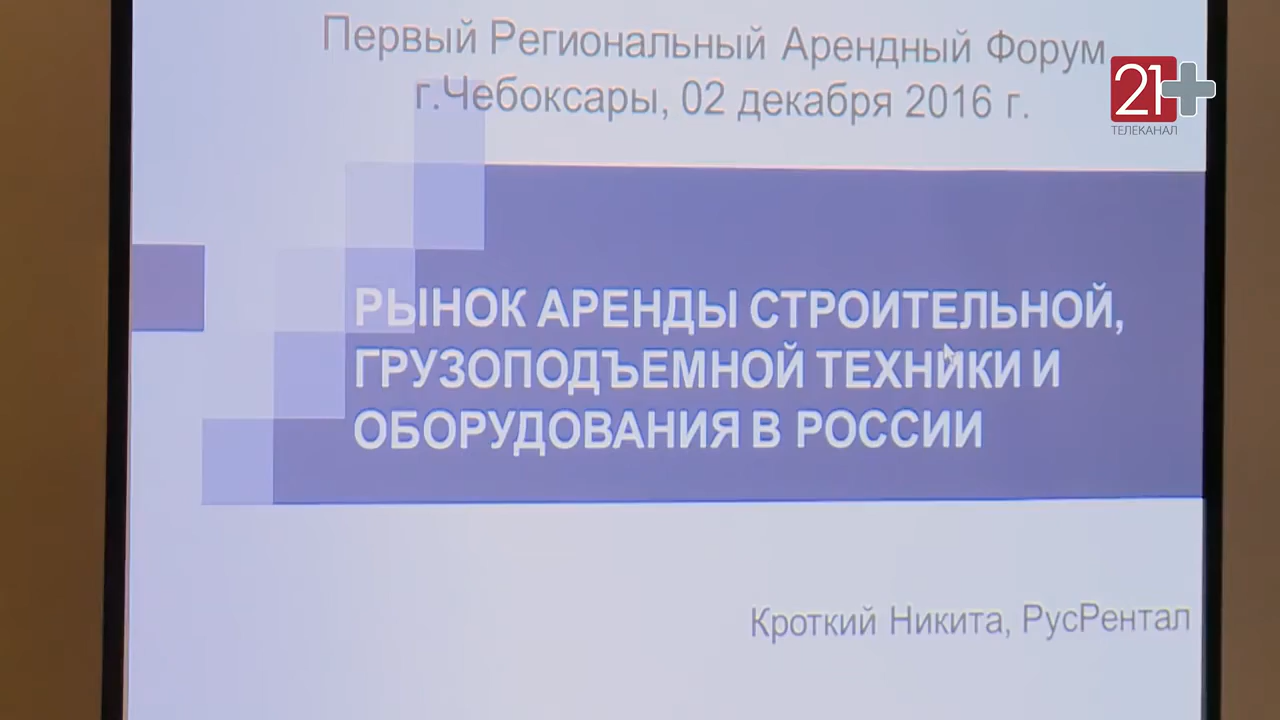 Первый Региональный Арендный Форум
г.Чебоксары, 02 декабря 2016 г.
21+
ТЕЛЕКАНАЛ
РЫНОК АРЕНДЫ СТРОИТЕЛЬНОЙ,
ГРУЗОПОДЪЕМНОЙ ТЕХНИКИ И
ОБОРУДОВАНИЯ В РОССИИ
Кроткий Никита, РусРентал